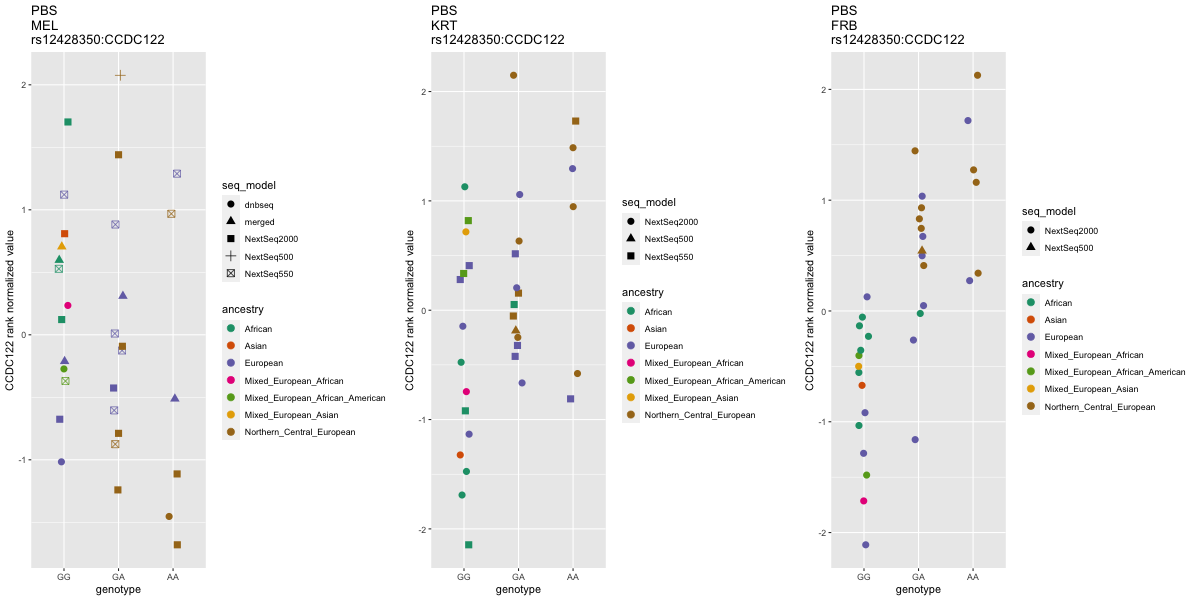 PBS
MEL
rs12428350:CCDC122
CCDC122 rank normalized value
2
1
0
-1
GG
GA
AA
genotype
seq_model
dnbseq
merged
NextSeq2000
NextSeq500
NextSeq550
ancestry
African
Asian
European
Mixed_European_African
Mixed_European_African_American
Mixed_European_Asian
Northern_Central_European
PBS
KRT
rs12428350:CCDC122
CCDC122 rank normalized value
2
1
0
-1
-2
GG
GA
AA
genotype
seq_model
NextSeq2000
NextSeq500
NextSeq550
ancestry
African
Asian
European
Mixed_European_African
Mixed_European_African_American
Mixed_European_Asian
Northern_Central_European
PBS
FRB
rs12428350:CCDC122
CCDC122 rank normalized value
2
1
0
-1
-2
GG
GA
AA
genotype
seq_model
NextSeq2000
NextSeq500
ancestry
African
Asian
European
Mixed_European_African
Mixed_European_African_American
Mixed_European_Asian
Northern_Central_European